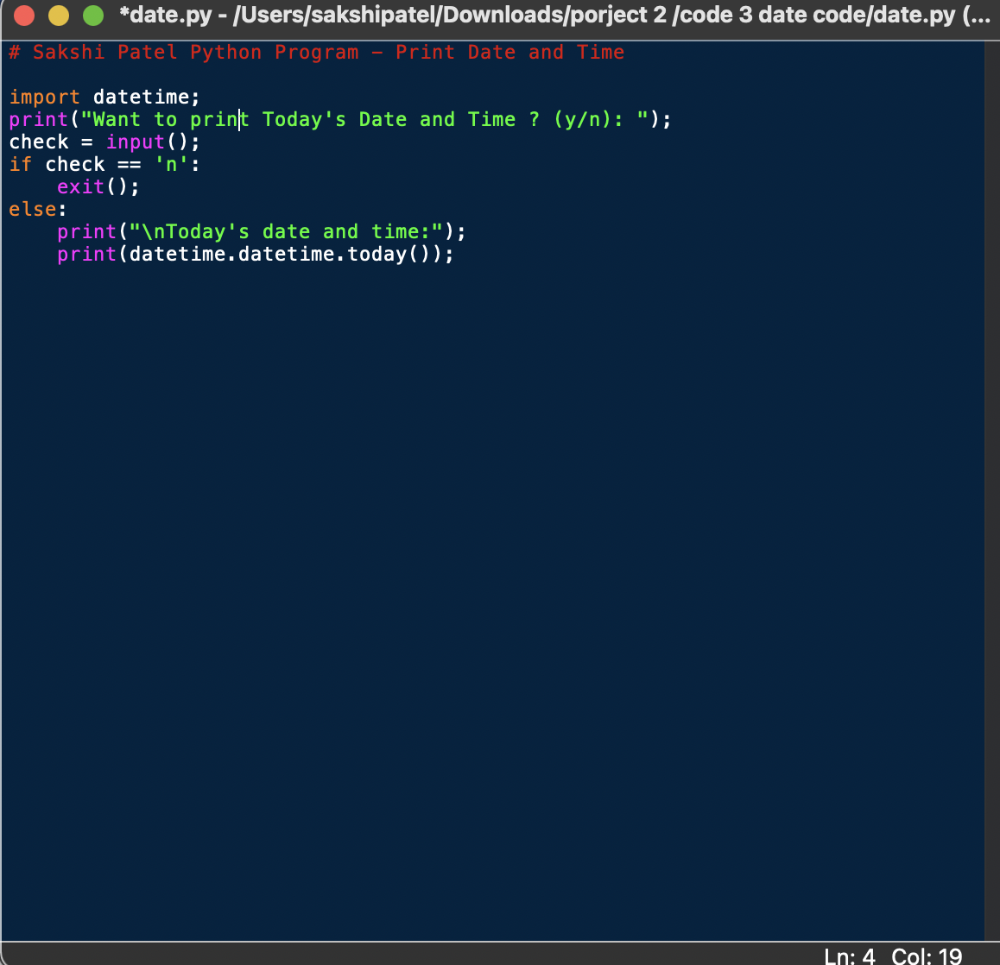 *date.py - /Users/sakshipatel/Downloads/porject 2 /code 3 date code/date.py (...
# Sakshi Patel Python Program - Print Date and Time
import datetime;
print("Want to print Today's Date and Time ? (y/n): ");
check = input();
if check == 'n':
    exit();
else:
    print("\nToday's date and time:");
    print(datetime.datetime.today());
Ln: 4 Col: 19